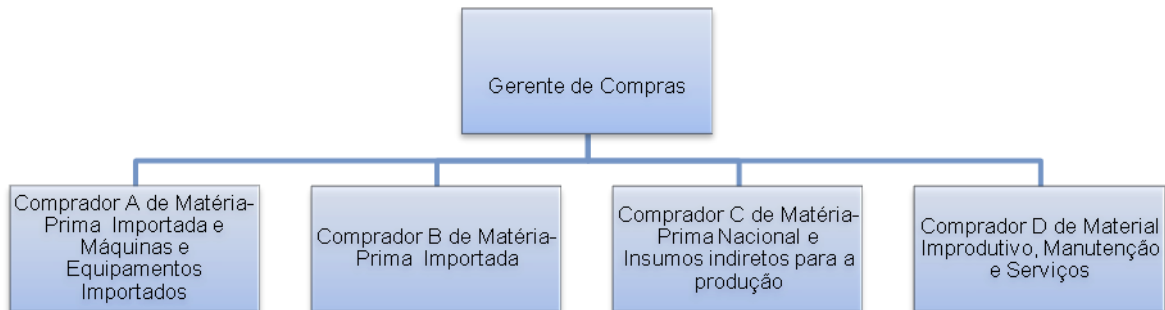 Gerente de Compras
Comprador A de Matéria-
Prima Importada e
Máquinas e
Equipamentos
Importados
Comprador B de Matéria-
Prima Importada
Comprador C de Matéria-
Prima Nacional e
Insumos indiretos para a
produção
Comprador D de Material
Improdutivo, Manutenção
e Serviços